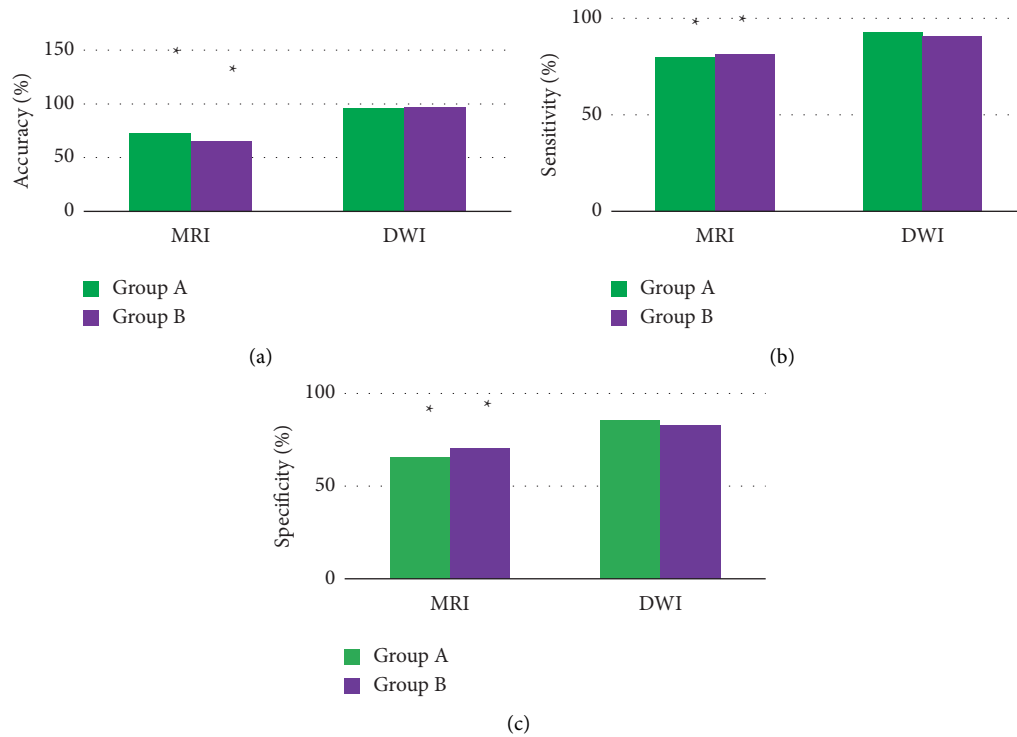 150
100
50
0
Accuracy (%)
*
*
MRI
DWI
Group A
Group B
(a)
100
50
0
Sensitivity (%)
*
*
MRI
DWI
Group A
Group B
(b)
100
50
0
Specificity (%)
*
*
MRI
DWI
Group A
Group B
(c)